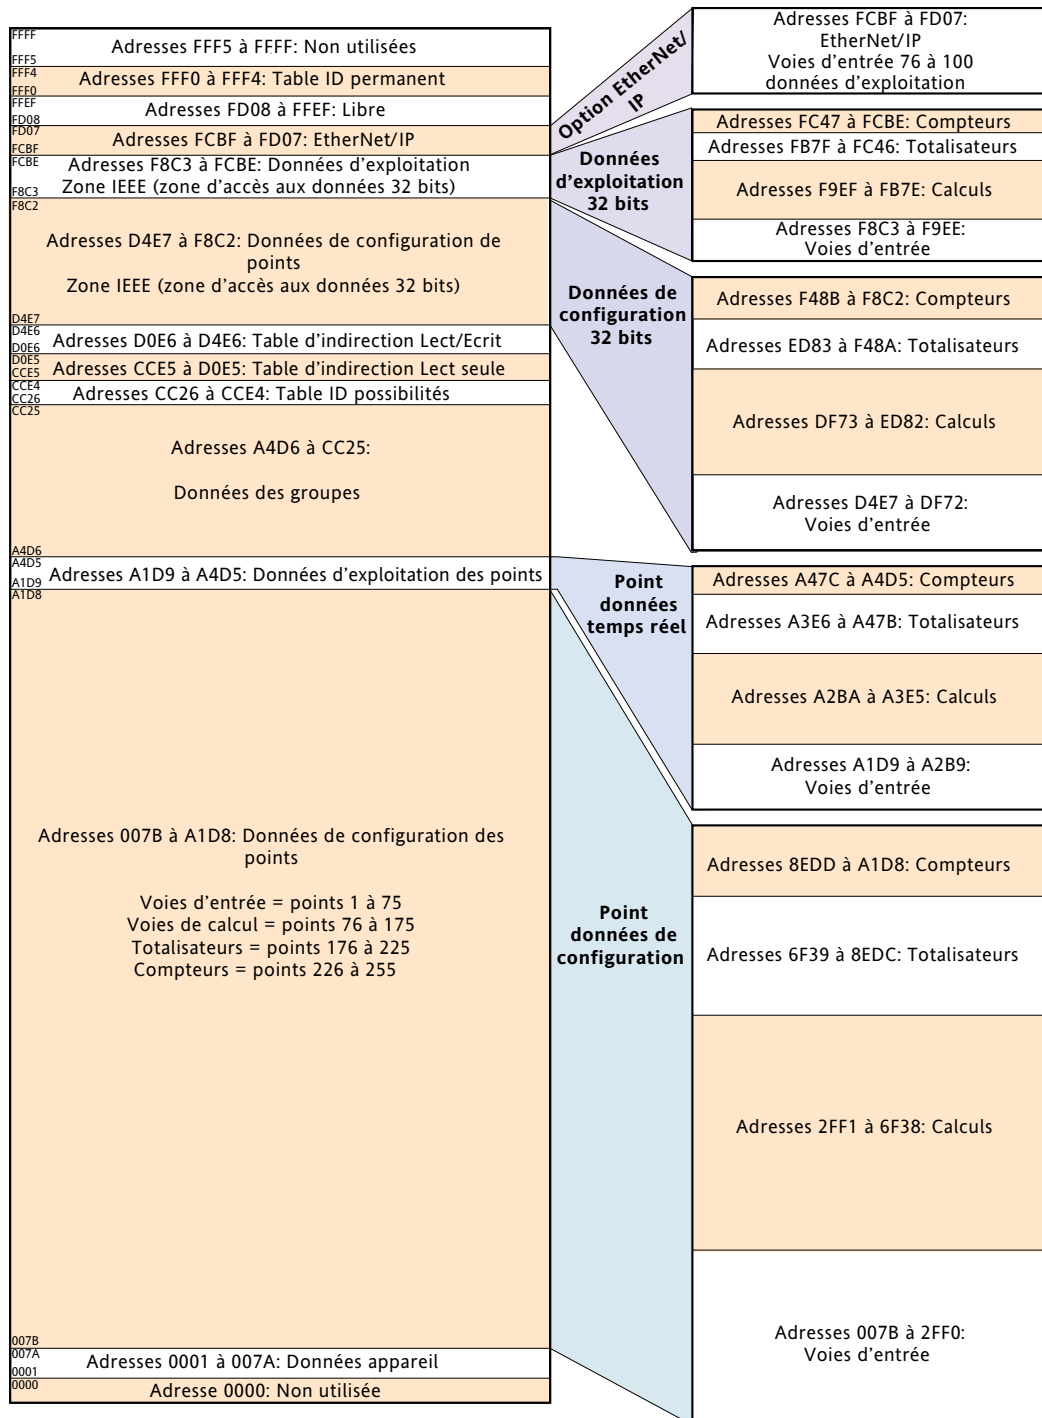 FFFF
Adresses FFF5 à FFFF: Non utilisées
FFF5
FFF4
Adresses FFF0 à FFF4: Table ID permanent
FFF0
FFEF
Adresses FD08 à FFEF: Libre
FD08
FD07
Adresses FCBF à FD07: EtherNet/IP
FCBF
FCBE
Adresses F8C3 à FCBE: Données d'exploitation
Zone IEEE (zone d'accès aux données 32 bits)
F8C3
F8C2
Adresses D4E7 à F8C2: Données de configuration de
points
Zone IEEE (zone d'accès aux données 32 bits)
D4E7
D4E6
Adresses D0E6 à D4E6: Table d'indirection Lect/Ecrit
D0E6
D0E5
Adresses CCE5 à D0E5: Table d'indirection Lect seule
CCE5
CCE4
Adresses CC26 à CCE4: Table ID possibilités
CC26
CC25
Adresses A4D6 à CC25:
Données des groupes
A4D6
A4D5
Adresses A1D9 à A4D5: Données d'exploitation des points
A1D9
A1D8
Adresses 007B à A1D8: Données de configuration des
points
Voies d'entrée = points 1 à 75
Voies de calcul = points 76 à 175
Totalisateurs = points 176 à 225
Compteurs = points 226 à 255
007B
007A
Adresses 0001 à 007A: Données appareil
0001
0000
Adresse 0000: Non utilisée
Option EtherNet/
IP
Adresses FCBF à FD07:
EtherNet/IP
Voies d'entrée 76 à 100
données d'exploitation
Données
d'exploitation
32 bits
Adresses FC47 à FCBE: Compteurs
Adresses FB7F à FC46: Totalisateurs
Adresses F9EF à FB7E: Calculs
Adresses F8C3 à F9EE:
Voies d'entrée
Données de
configuration
32 bits
Adresses F48B à F8C2: Compteurs
Adresses ED83 à F48A: Totalisateurs
Adresses DF73 à ED82: Calculs
Adresses D4E7 à DF72:
Voies d'entrée
Point
données
temps réel
Adresses A47C à A4D5: Compteurs
Adresses A3E6 à A47B: Totalisateurs
Adresses A2BA à A3E5: Calculs
Adresses A1D9 à A2B9:
Voies d'entrée
Point
données de
configuration
Adresses 8EDD à A1D8: Compteurs
Adresses 6F39 à 8EDC: Totalisateurs
Adresses 2FF1 à 6F38: Calculs
Adresses 007B à 2FF0:
Voies d'entrée